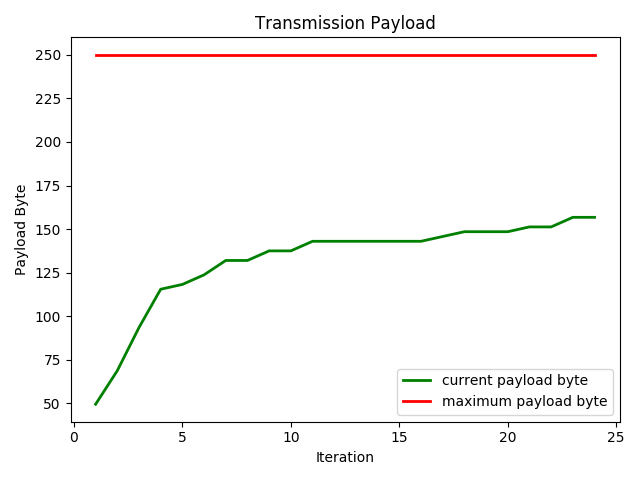 Transmission Payload
250
225
200
175
150
125
100
75
50
Payload Byte
current payload byte
maximum payload byte
0 5 10 15 20 25
Iteration